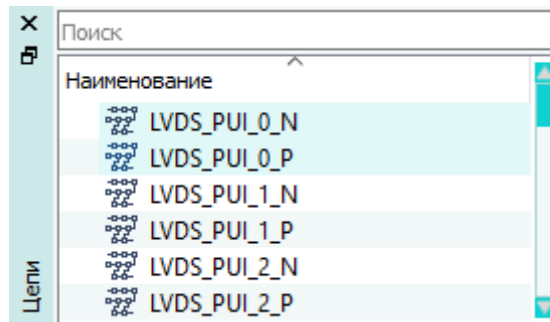 Поиск
Наименование
LVDS_PUI_0_N
LVDS_PUI_0_P
LVDS_PUI_1_N
LVDS_PUI_1_P
LVDS_PUI_2_N
LVDS_PUI_2_P
Цепи